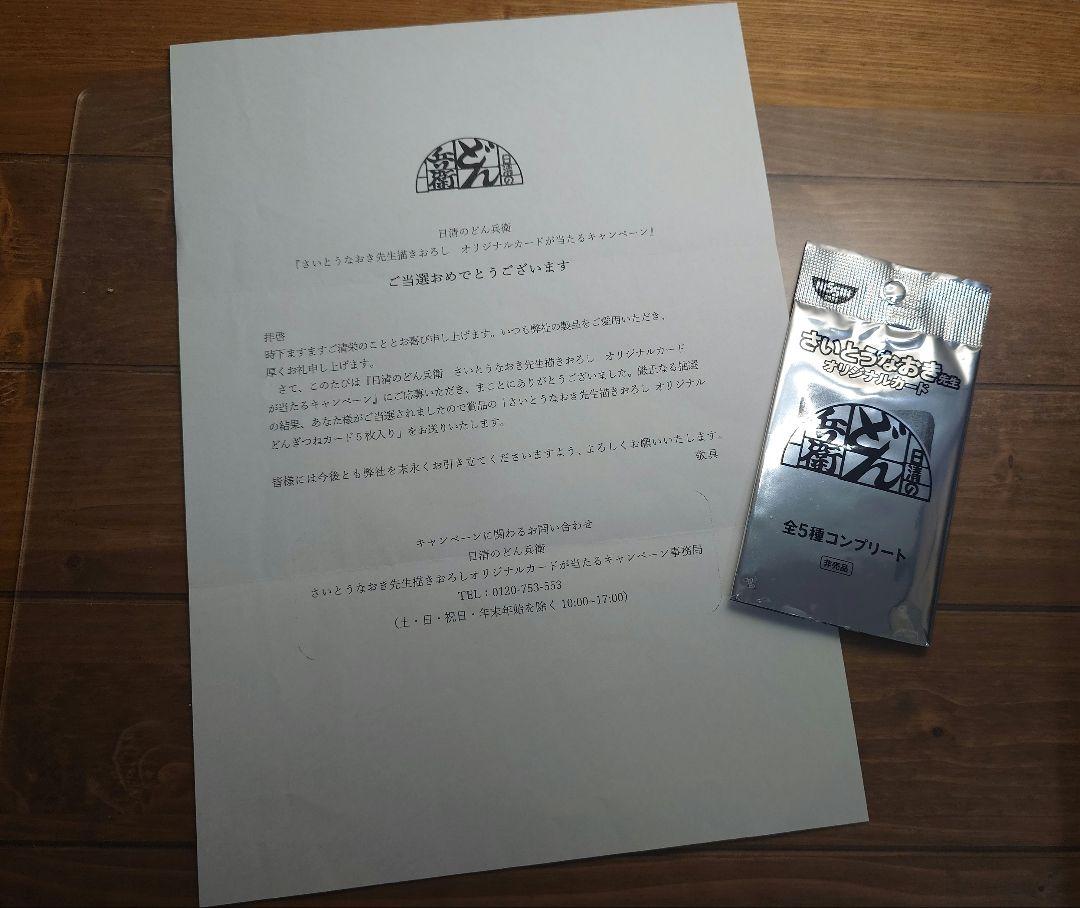 日清の
どん
兵衛
日清のどん兵衛
『さいとうなおき先生描きおろし　オリジナルカードが当たるキャンペーン』
ご当選おめでとうございます
拝啓
時下ますますご清栄のこととお喜び申し上げます。いつも弊社の製品をご愛用いただき、
厚くお礼申し上げます。
さて、このたびは『日清のどん兵衛　さいとうなおき先生描きおろし　オリジナルカード
が当たるキャンペーン』にご応募いただき、まことにありがとうございました。厳正なる抽選
の結果、あなた様がご当選されましたので賞品の「さいとうなおき先生描きおろし オリジナル
どんぎつねカード５枚入り」をお送りいたします。
皆様には今後とも弊社を末永くお引き立てくださいますよう、よろしくお願いいたします。
敬具
キャンペーンに関わるお問い合わせ
日清のどん兵衛
さいとうなおき先生描きおろしオリジナルカードが当たるキャンペーン事務局
TEL：0120-753-553
（土・日・祝日・年末年始を除く 10:00~17:00）
NISSIN
さいとうなおき先生
オリジナルカード
日清の
どん
兵衛
全5種コンプリート
非売品